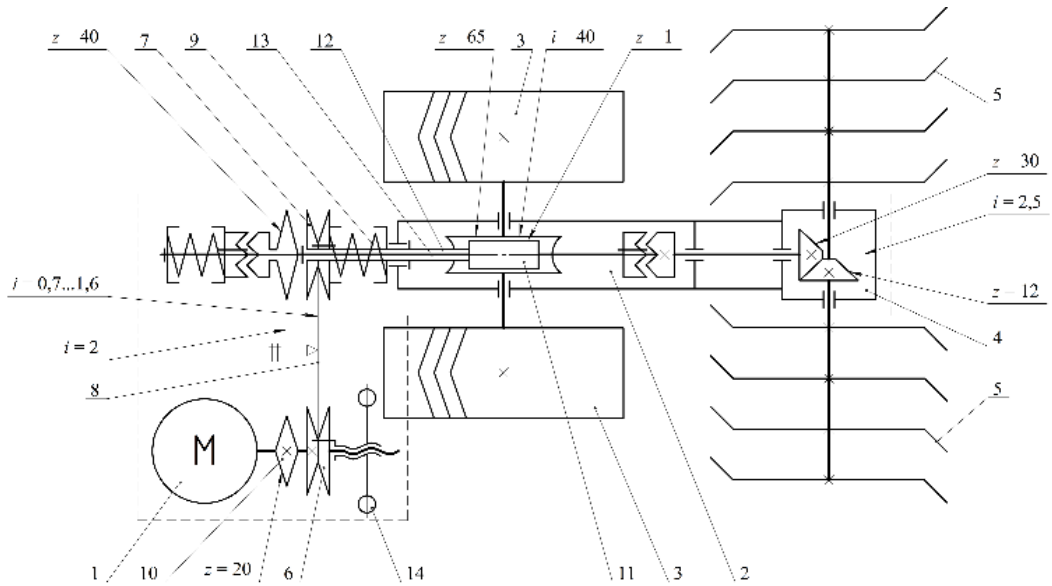 z 40 7 9 13 12 z 65 3 i 40 z 1
5
z 30
i = 2,5
i 0,7...1,6
z - 12
i = 2
4
8
5
M
1 10 z = 20 6 14 11 3 2